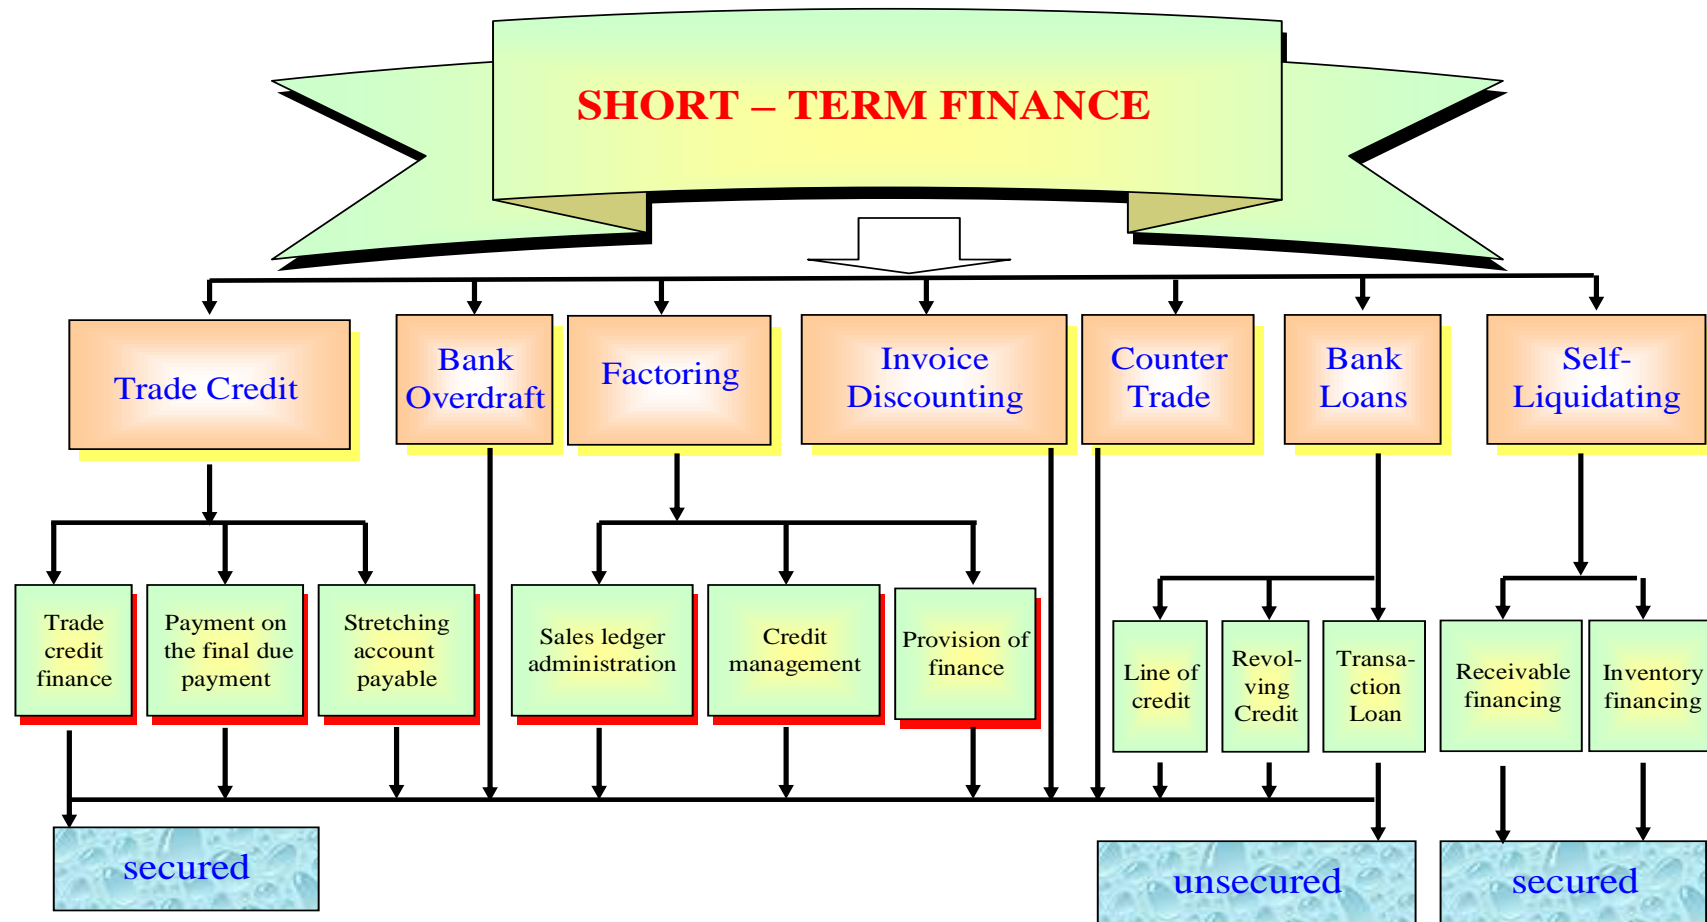 SHORT – TERM FINANCE
Trade Credit
Bank
Overdraft
Factoring
Invoice
Discounting
Counter
Trade
Bank
Loans
Self-
Liquidating
Trade
credit
finance
Payment on
the final due
payment
Stretching
account
payable
Sales ledger
administration
Credit
management
Provision of
finance
Line of
credit
Revol-
ving
Credit
Transa-
ction
Loan
Receivable
financing
Inventory
financing
secured
unsecured
secured